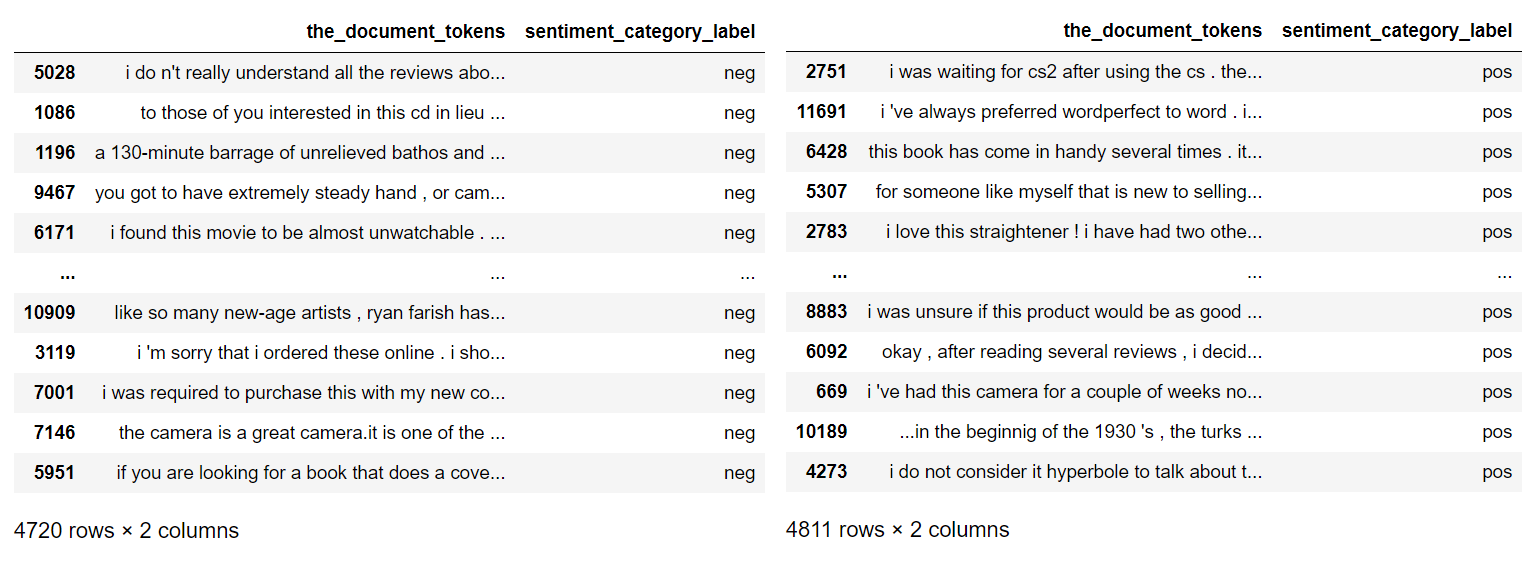 the_document_tokens sentiment_category_label
5028 i do n't really understand all the reviews abo... neg
1086 to those of you interested in this cd in lieu ... neg
1196 a 130-minute barrage of unrelieved bathos and ... neg
9467 you got to have extremely steady hand , or cam... neg
6171 i found this movie to be almost unwatchable . ... neg
... ... ...
10909 like so many new-age artists , ryan farish has... neg
3119 i 'm sorry that i ordered these online . i sho... neg
7001 i was required to purchase this with my new co... neg
7146 the camera is a great camera.it is one of the ... neg
5951 if you are looking for a book that does a cove... neg
4720 rows × 2 columns
the_document_tokens sentiment_category_label
2751 i was waiting for cs2 after using the cs . the... pos
11691 i 've always preferred wordperfect to word . i... pos
6428 this book has come in handy several times . it... pos
5307 for someone like myself that is new to selling... pos
2783 i love this straightener ! i have had two othe... pos
... ... ...
8883 i was unsure if this product would be as good ... pos
6092 okay , after reading several reviews , i decid... pos
669 i 've had this camera for a couple of weeks no... pos
10189 ...in the beginnig of the 1930 's , the turks ... pos
4273 i do not consider it hyperbole to talk about t... pos
4811 rows × 2 columns